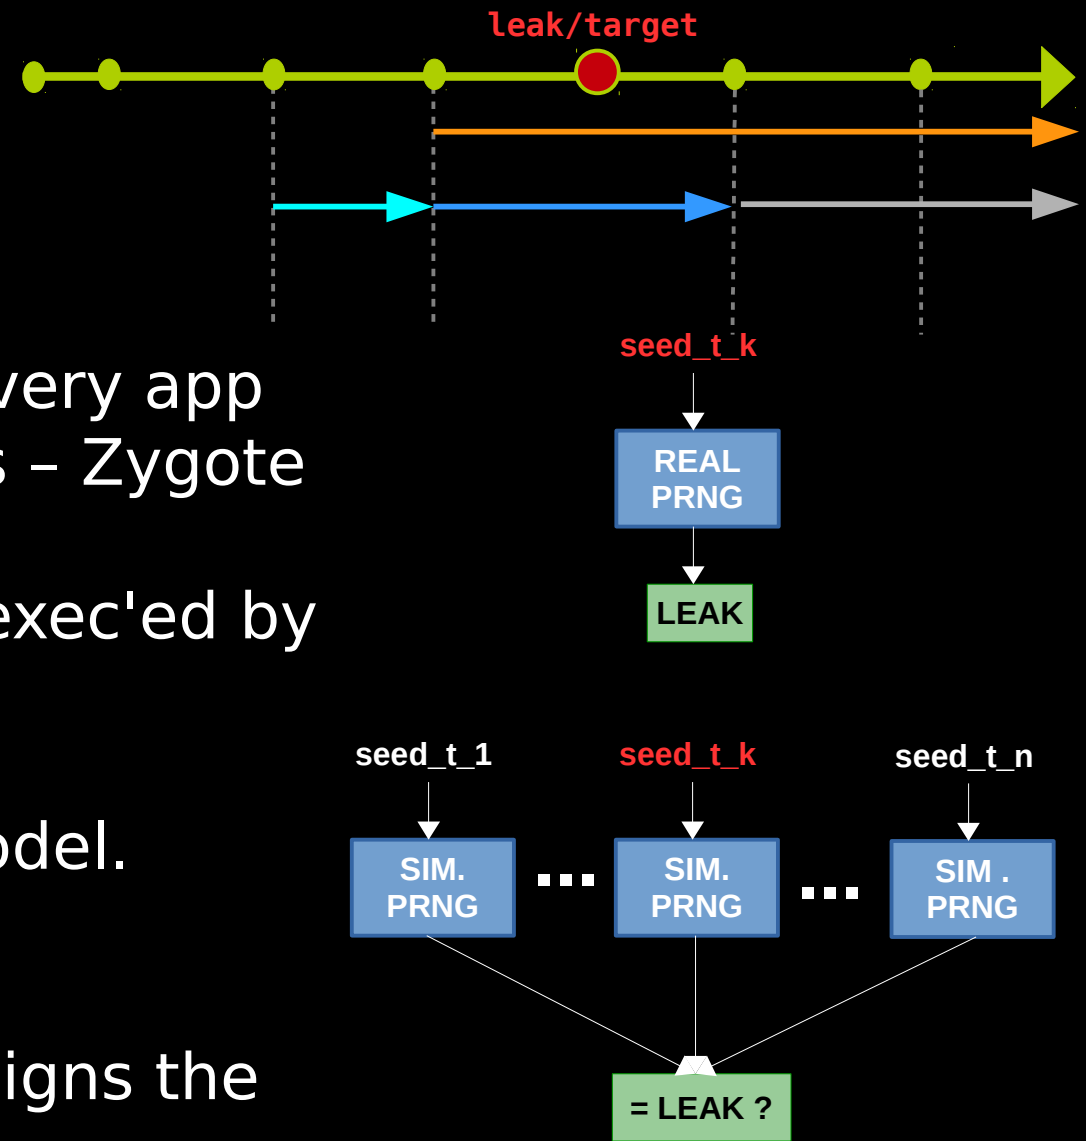 leak/target
seed_t_k
very app
s – Zygote
REAL
PRNG
LEAK
exec'ed by
seed_t_1
seed_t_k
seed_t_n
odel.
SIM.
PRNG
SIM.
PRNG
SIM .
PRNG
igns the
= LEAK ?